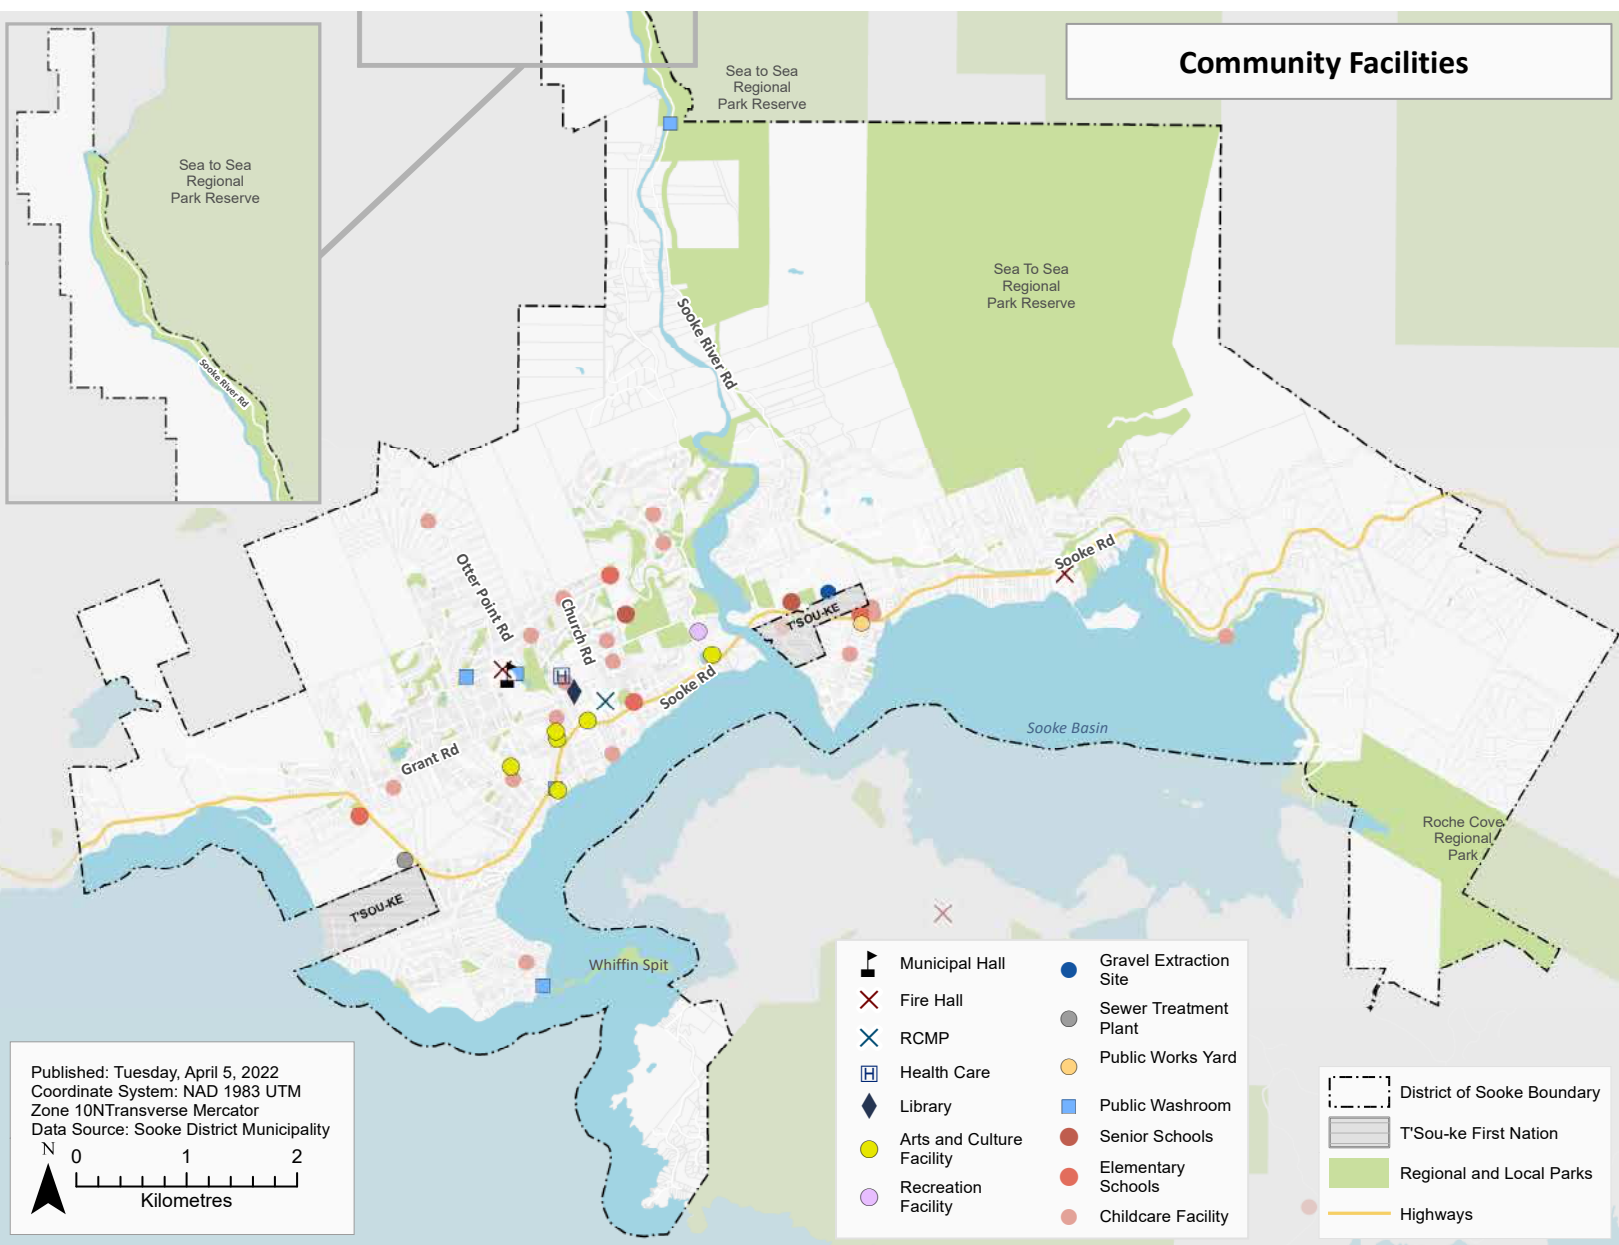 Community Facilities
Sea to Sea
Regional
Park Reserve
Sea to Sea
Regional
Park Reserve
Sooke River Rd
Sea To Sea
Regional
Park Reserve
Sooke River Rd
Otter Point Rd
Church Rd
Sooke Rd
T'SOU-KE
Sooke Rd
Grant Rd
Sooke Basin
T'SOU-KE
Whiffin Spit
Roche Cove
Regional
Park
Published: Tuesday, April 5, 2022
Coordinate System: NAD 1983 UTM
Zone 10NTransverse Mercator
Data Source: Sooke District Municipality
N
0 1 2
Kilometres
Municipal Hall
Fire Hall
RCMP
H Health Care
Library
Arts and Culture
Facility
Recreation
Facility
Gravel Extraction
Site
Sewer Treatment
Plant
Public Works Yard
Public Washroom
Senior Schools
Elementary
Schools
Childcare Facility
District of Sooke Boundary
T'Sou-ke First Nation
Regional and Local Parks
Highways
H